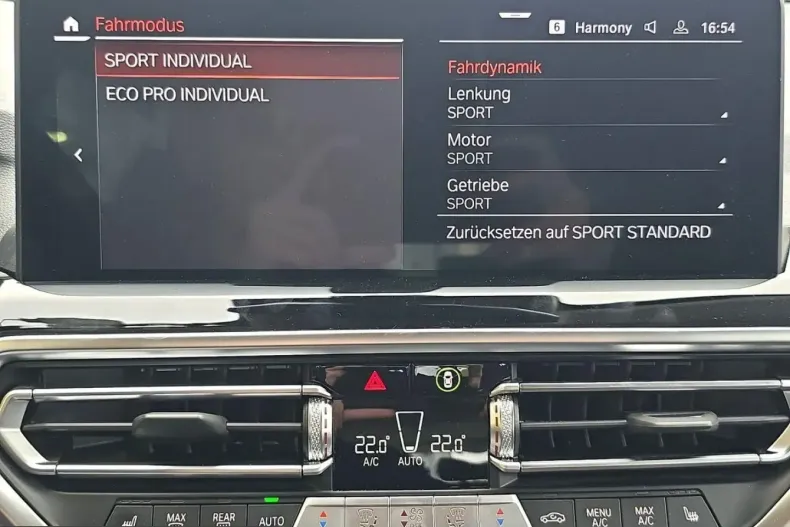 Fahrmodus
6 Harmony 16:54
SPORT INDIVIDUAL
ECO PRO INDIVIDUAL
Fahrdynamik
Lenkung
SPORT
Motor
SPORT
Getriebe
SPORT
Zurücksetzen auf SPORT STANDARD
22.0° 22.0°
A/C AUTO
MAX
REAR
AUTO
MENU
A/C
MAX
A/C